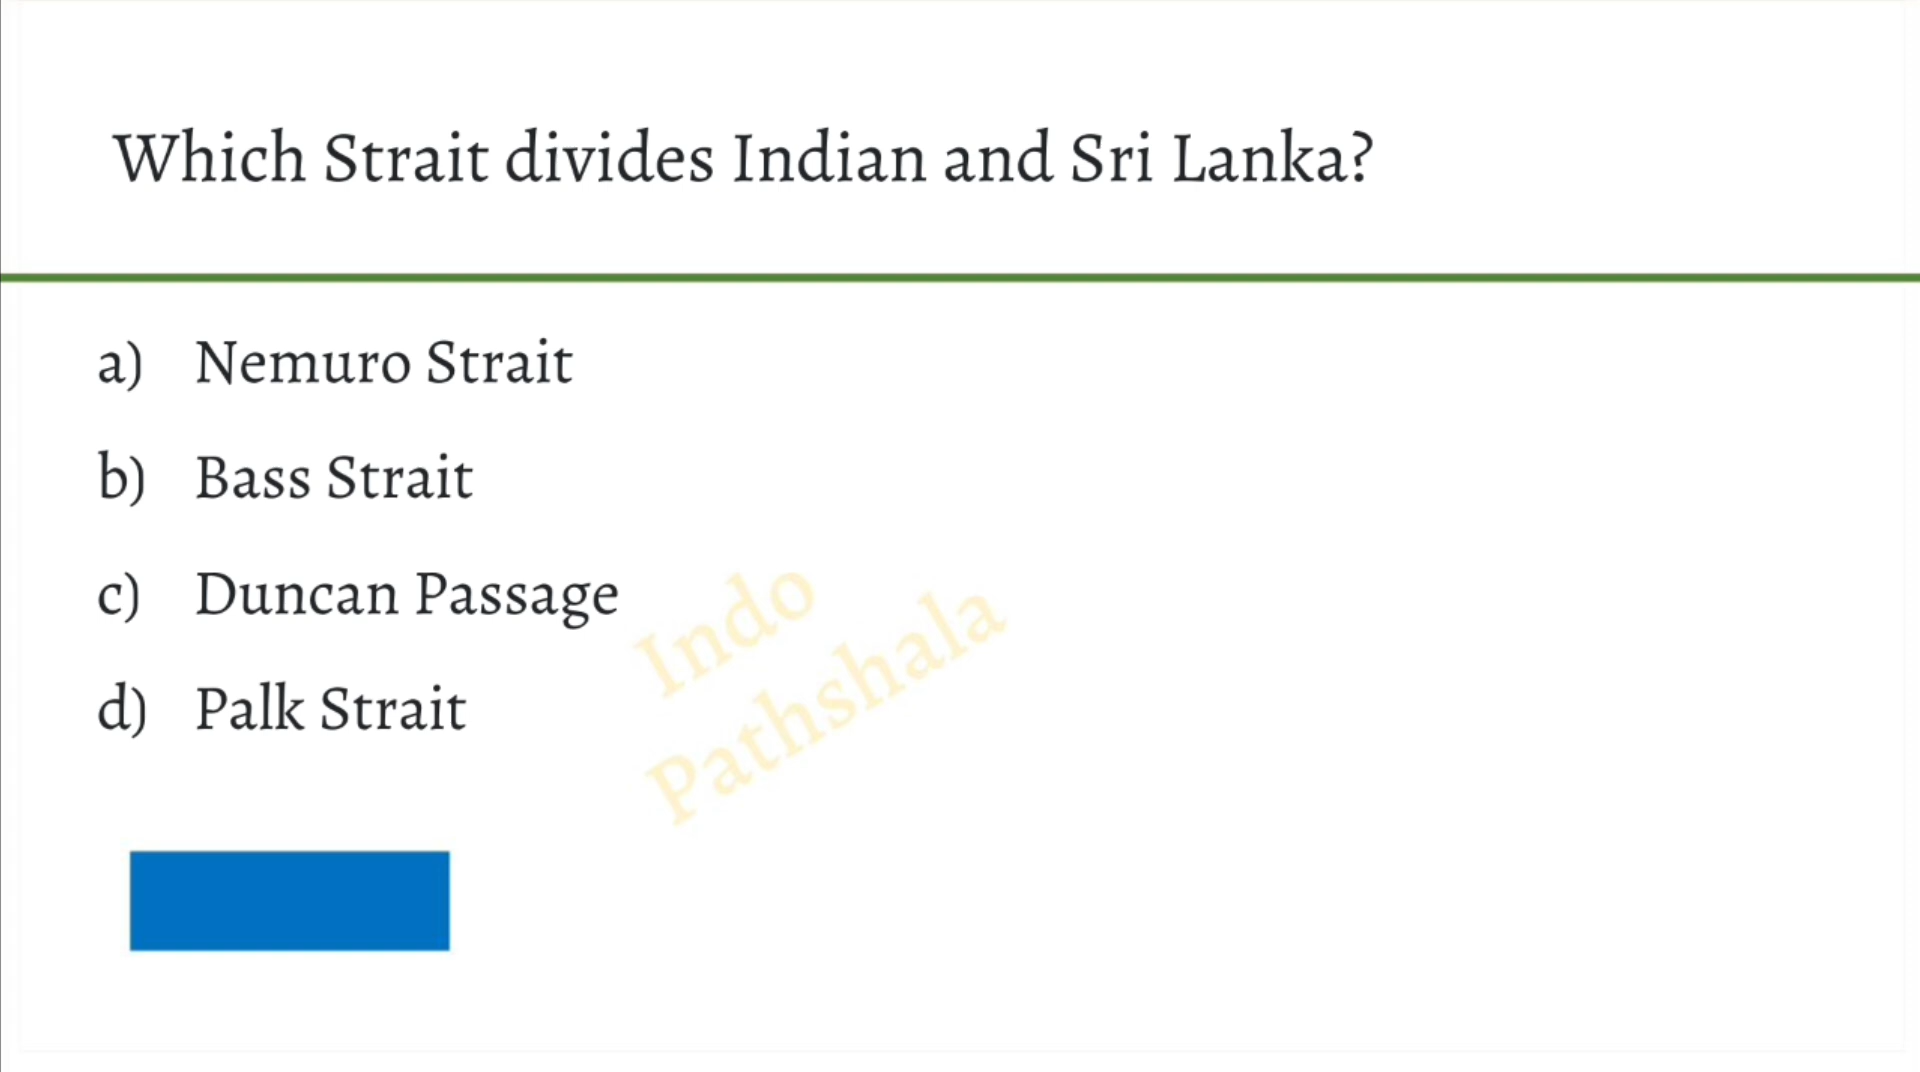 Which Strait divides Indian and Sri Lanka?
a) Nemuro Strait
b) Bass Strait
c) Duncan Passage
d) Palk Strait
Indo
Pathshala